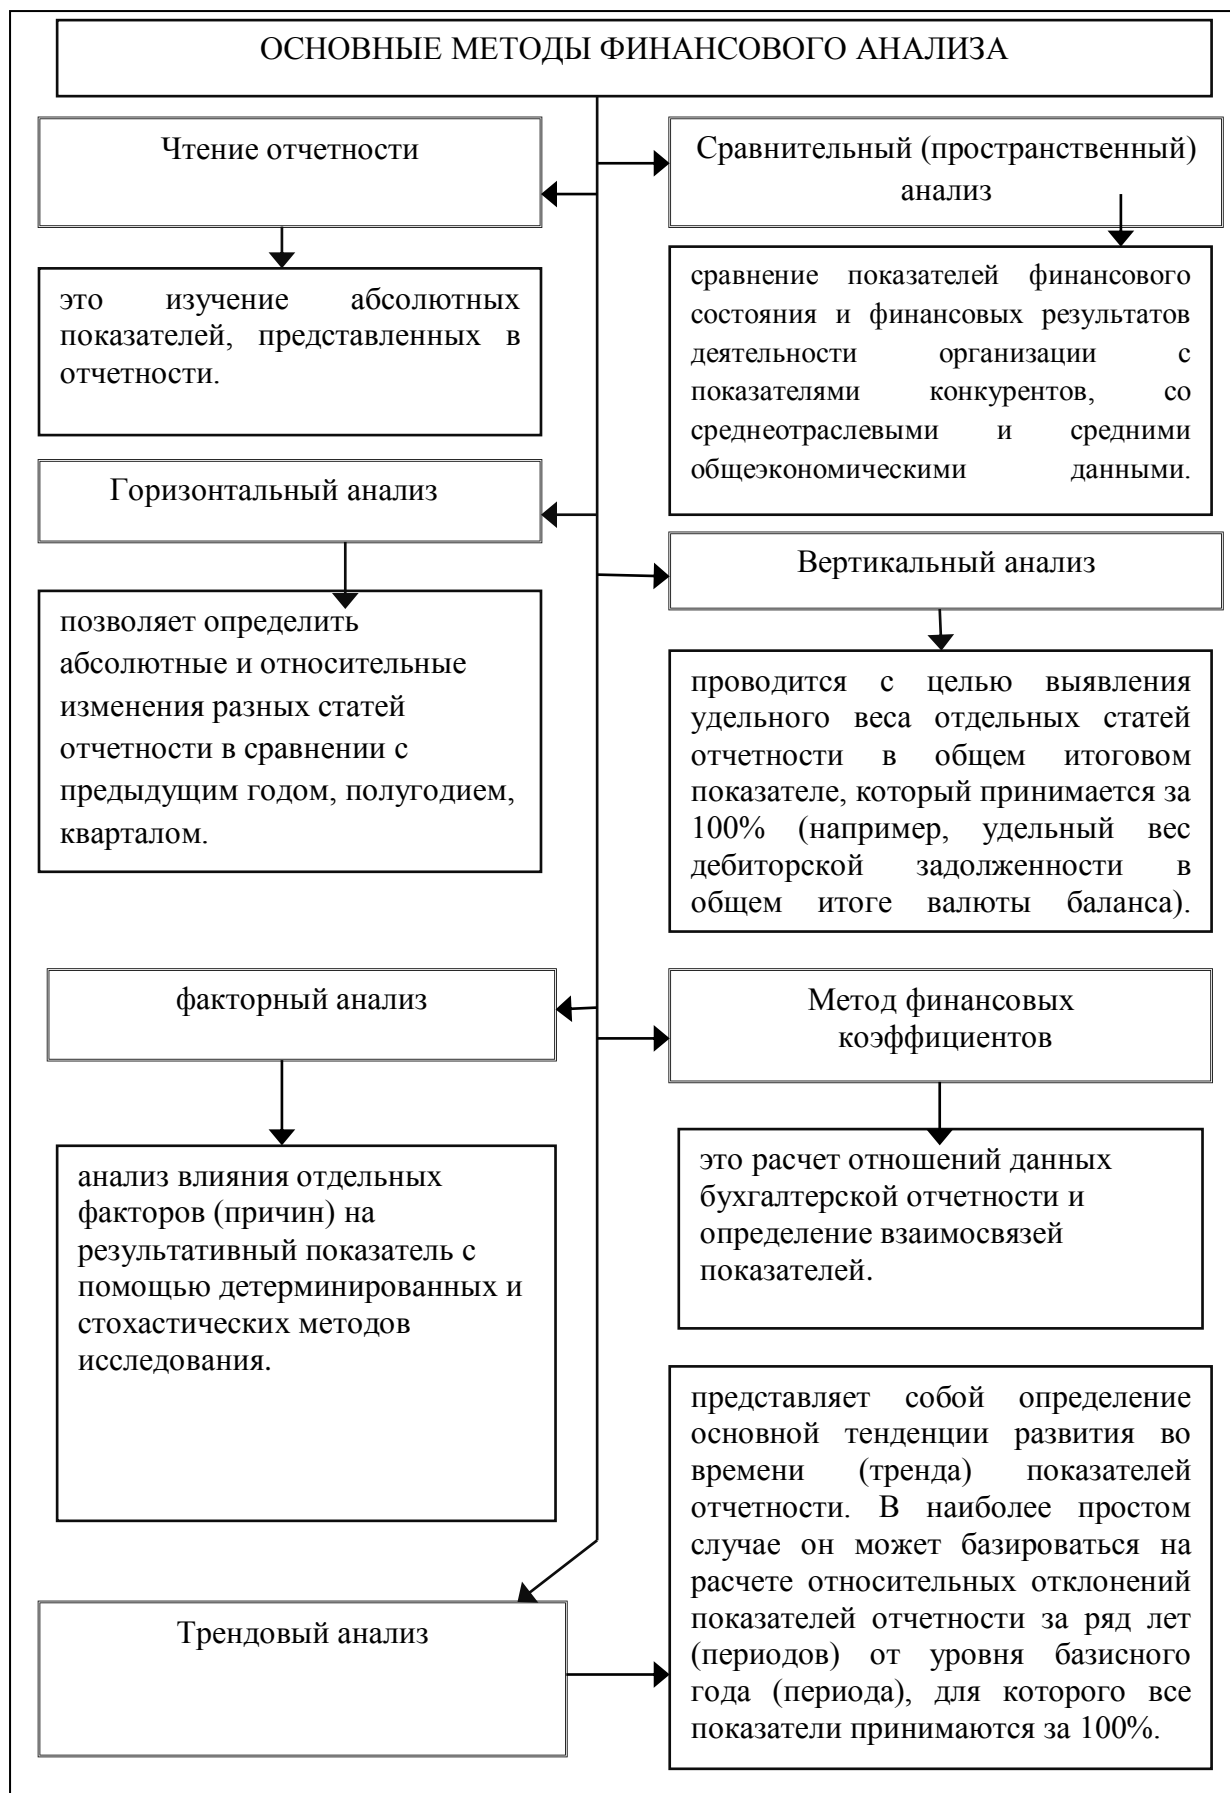 ОСНОВНЫЕ МЕТОДЫ ФИНАНСОВОГО АНАЛИЗА
Чтение отчетности
Сравнительный (пространственный)
анализ
это изучение абсолютных
показателей, представленных в
отчетности.
сравнение показателей финансового
состояния и финансовых результатов
деятельности организации с
показателями конкурентов, со
среднеотраслевыми и средними
общеэкономическими данными.
Горизонтальный анализ
Вертикальный анализ
позволяет определить
абсолютные и относительные
изменения разных статей
отчетности в сравнении с
предыдущим годом, полугодием,
кварталом.
проводится с целью выявления
удельного веса отдельных статей
отчетности в общем итоговом
показателе, который принимается за
100% (например, удельный вес
дебиторской задолженности в
общем итоге валюты баланса).
факторный анализ
Метод финансовых
коэффициентов
анализ влияния отдельных
факторов (причин) на
результативный показатель с
помощью детерминированных и
стохастических методов
исследования.
это расчет отношений данных
бухгалтерской отчетности и
определение взаимосвязей
показателей.
Трендовый анализ
представляет собой определение
основной тенденции развития во
времени (тренда) показателей
отчетности. В наиболее простом
случае он может базироваться на
расчете относительных отклонений
показателей отчетности за ряд лет
(периодов) от уровня базисного
года (периода), для которого все
показатели принимаются за 100%.